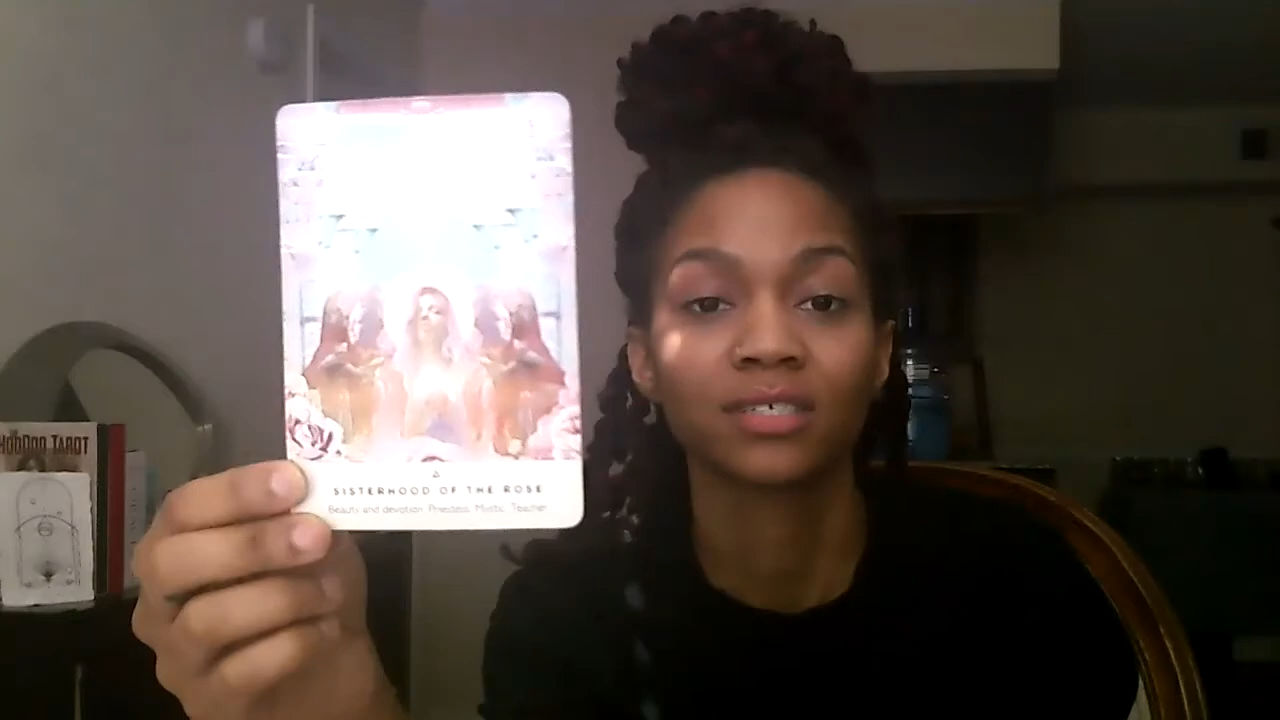 HOODOO TAROT
SISTERHOOD OF THE ROSE
Beauty and devotion. Priestess. Mystic. Teacher.